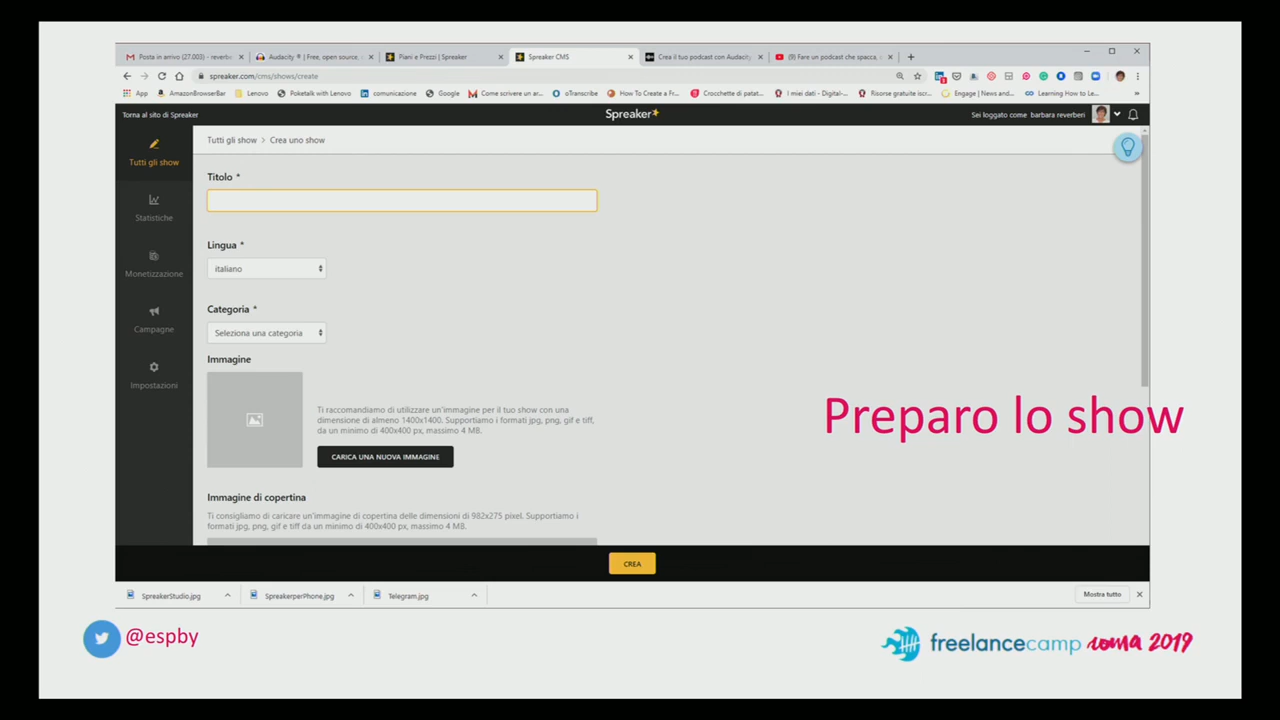 Posta in arrivo (27.003) - reverbe
Audacity ® | Free, open source,
Piani e Prezzi | Spreaker
Spreaker CMS
Crea il tuo podcast con Audacity
(9) Fare un podcast che spacca,
spreaker.com/cms/shows/create
App
AmazonBrowserBar
Lenovo
Poketalk with Lenovo
comunicazione
Google
Come scrivere un ar...
oTranscribe
How To Create a Fr...
Crocchette di patat...
I miei dati - Digital-...
Risorse gratuite iscr...
Engage | News and...
Learning How to Le...
Torna al sito di Spreaker
Spreaker
Sei loggato come barbara reverberi
Tutti gli show > Crea uno show
Tutti gli show
Statistiche
Monetizzazione
Campagne
Impostazioni
Titolo *
Lingua *
italiano
Categoria *
Seleziona una categoria
Immagine
Ti raccomandiamo di utilizzare un'immagine per il tuo show con una
dimensione di almeno 1400x1400. Supportiamo i formati jpg, png, gif e tiff,
da un minimo di 400x400 px, massimo 4 MB.
CARICA UNA NUOVA IMMAGINE
Preparo lo show
Immagine di copertina
Ti consigliamo di caricare un'immagine di copertina delle dimensioni di 982x275 pixel. Supportiamo i
formati jpg, png, gif e tiff da un minimo di 400x400 px, massimo 4 MB.
CREA
SpreakerStudio.jpg
SpreakerperPhone.jpg
Telegram.jpg
Mostra tutto
@espby
freelancecamp roma 2019